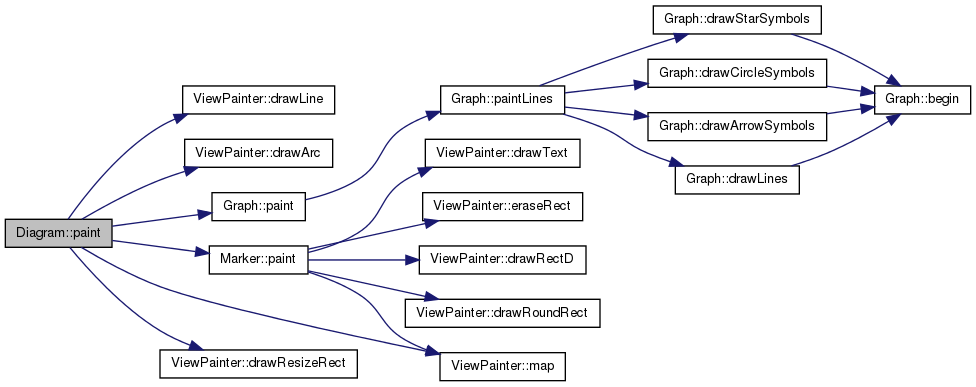 Diagram::paint
ViewPainter::drawLine
ViewPainter::drawArc
Graph::paint
Marker::paint
ViewPainter::drawResizeRect
Graph::paintLines
ViewPainter::drawText
ViewPainter::eraseRect
ViewPainter::drawRectD
ViewPainter::drawRoundRect
ViewPainter::map
Graph::drawStarSymbols
Graph::drawCircleSymbols
Graph::drawArrowSymbols
Graph::drawLines
Graph::begin